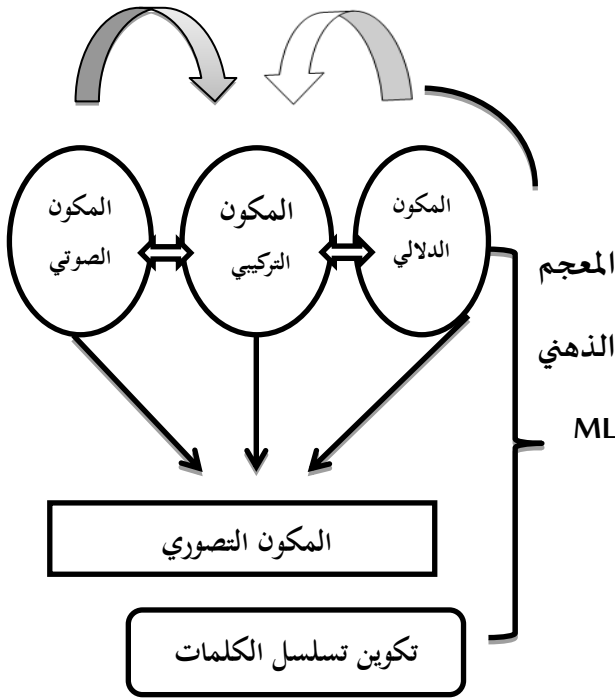 المكون
الدلالي
المكون
التركيبي
المكون
الصوتي
المعجم
الذهني
ML
المكون التصوري
تكوين تسلسل الكلمات